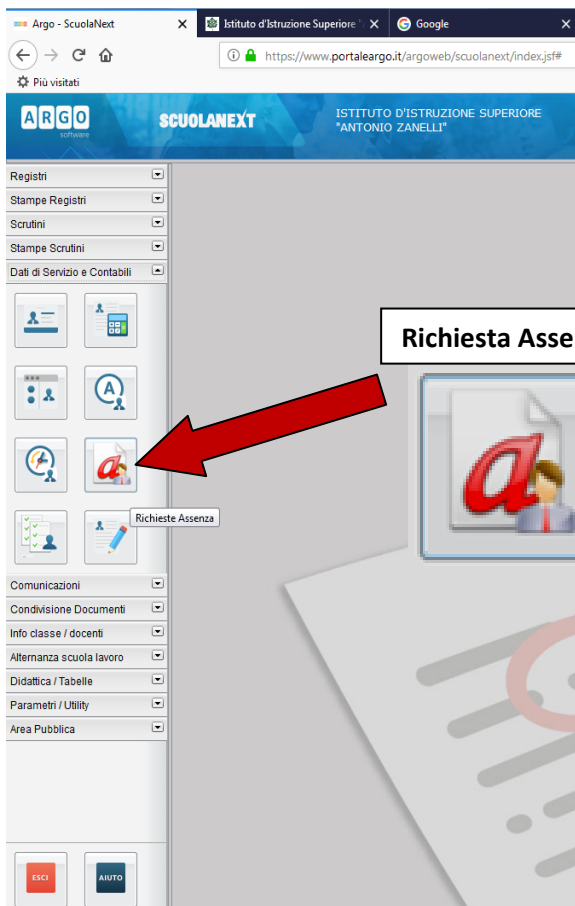 Argo - ScuolaNext
Istituto d'Istruzione Superiore
Google
https://www.portaleargo.it/argoweb/scuolanext/index.jsf#
Più visitati
ARGO
software
SCUOLANEXT
ISTITUTO D'ISTRUZIONE SUPERIORE
"ANTONIO ZANELLI"
Registri
Stampe Registri
Scrutini
Stampe Scrutini
Dati di Servizio e Contabili
Richiesta Asse
Richieste Assenza
Comunicazioni
Condivisione Documenti
Info classe / docenti
Alternanza scuola lavoro
Didattica / Tabelle
Parametri / Utility
Area Pubblica
ESCI
AIUTO